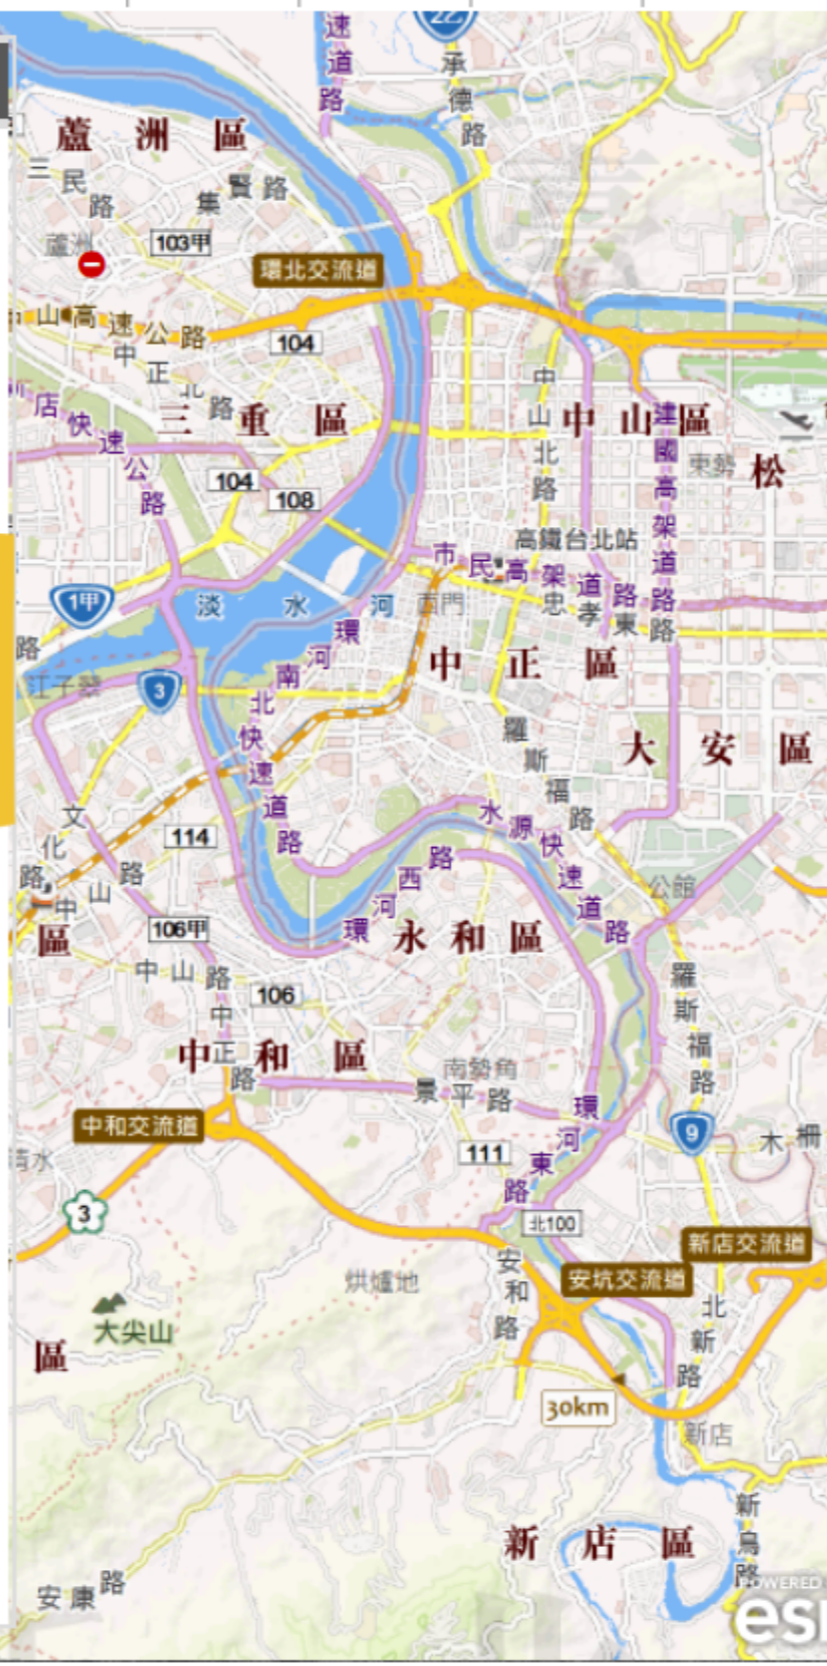 速道路
承德路
蘆洲區
三民路
集賢路
103甲
蘆洲
環北交流道
中山高速公路
104
中正北路
中山北路
店快速公路
三重區
中山區
建國高架道路
東勢
松
104
108
高鐵台北站
市民高架道路
忠孝東路
1甲
淡水河
西門
路
環河南北快速道路
江子翠
3
中正區
羅斯福路
大安區
文化路
114
中山路
水源快速道路
環河西路
公館
區
106甲
永和區
中山路
106
羅斯福路
中正路
中和區
南勢角
景平路
環河東路
中和交流道
9
木柵
清水
111
3
北100
新店交流道
安坑交流道
烘爐地
安和路
北新路
大尖山
區
30km
新店
新烏路
新店區
安康路
POWERED
esri